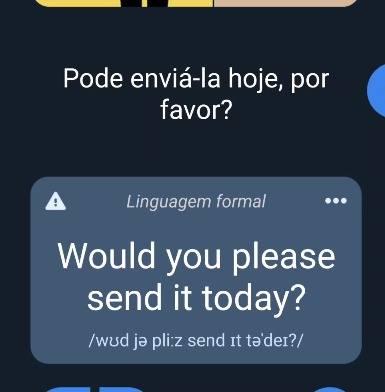 Pode enviá-la hoje, por
favor?
Linguagem formal
Would you please
send it today?
/wʊd jə pliːz send ɪt təˈdeɪ?/